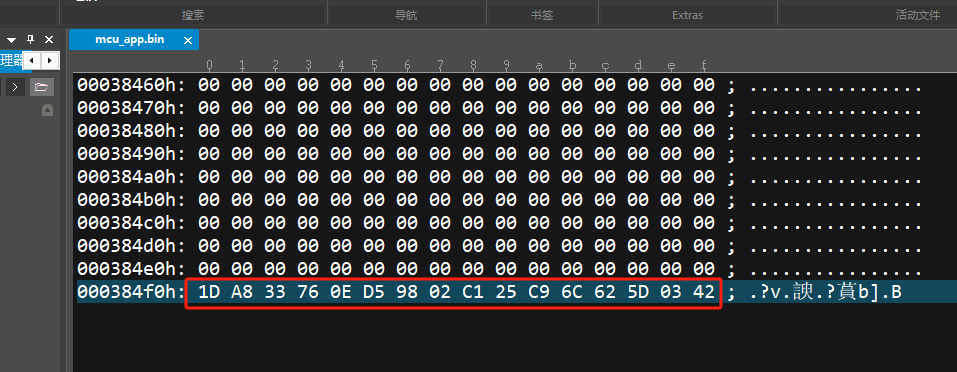 搜索 导航 书签 Extras 活动文件
mcu_app.bin ×
理器
0 1 2 3 4 5 6 7 8 9 a b c d e f
00038460h: 00 00 00 00 00 00 00 00 00 00 00 00 00 00 00 00 ; ................
00038470h: 00 00 00 00 00 00 00 00 00 00 00 00 00 00 00 00 ; ................
00038480h: 00 00 00 00 00 00 00 00 00 00 00 00 00 00 00 00 ; ................
00038490h: 00 00 00 00 00 00 00 00 00 00 00 00 00 00 00 00 ; ................
000384a0h: 00 00 00 00 00 00 00 00 00 00 00 00 00 00 00 00 ; ................
000384b0h: 00 00 00 00 00 00 00 00 00 00 00 00 00 00 00 00 ; ................
000384c0h: 00 00 00 00 00 00 00 00 00 00 00 00 00 00 00 00 ; ................
000384d0h: 00 00 00 00 00 00 00 00 00 00 00 00 00 00 00 00 ; ................
000384e0h: 00 00 00 00 00 00 00 00 00 00 00 00 00 00 00 00 ; ................
000384f0h: 1D A8 33 76 0E D5 98 02 C1 25 C9 6C 62 5D 03 42 ; .?v.諛.?蒷b].B